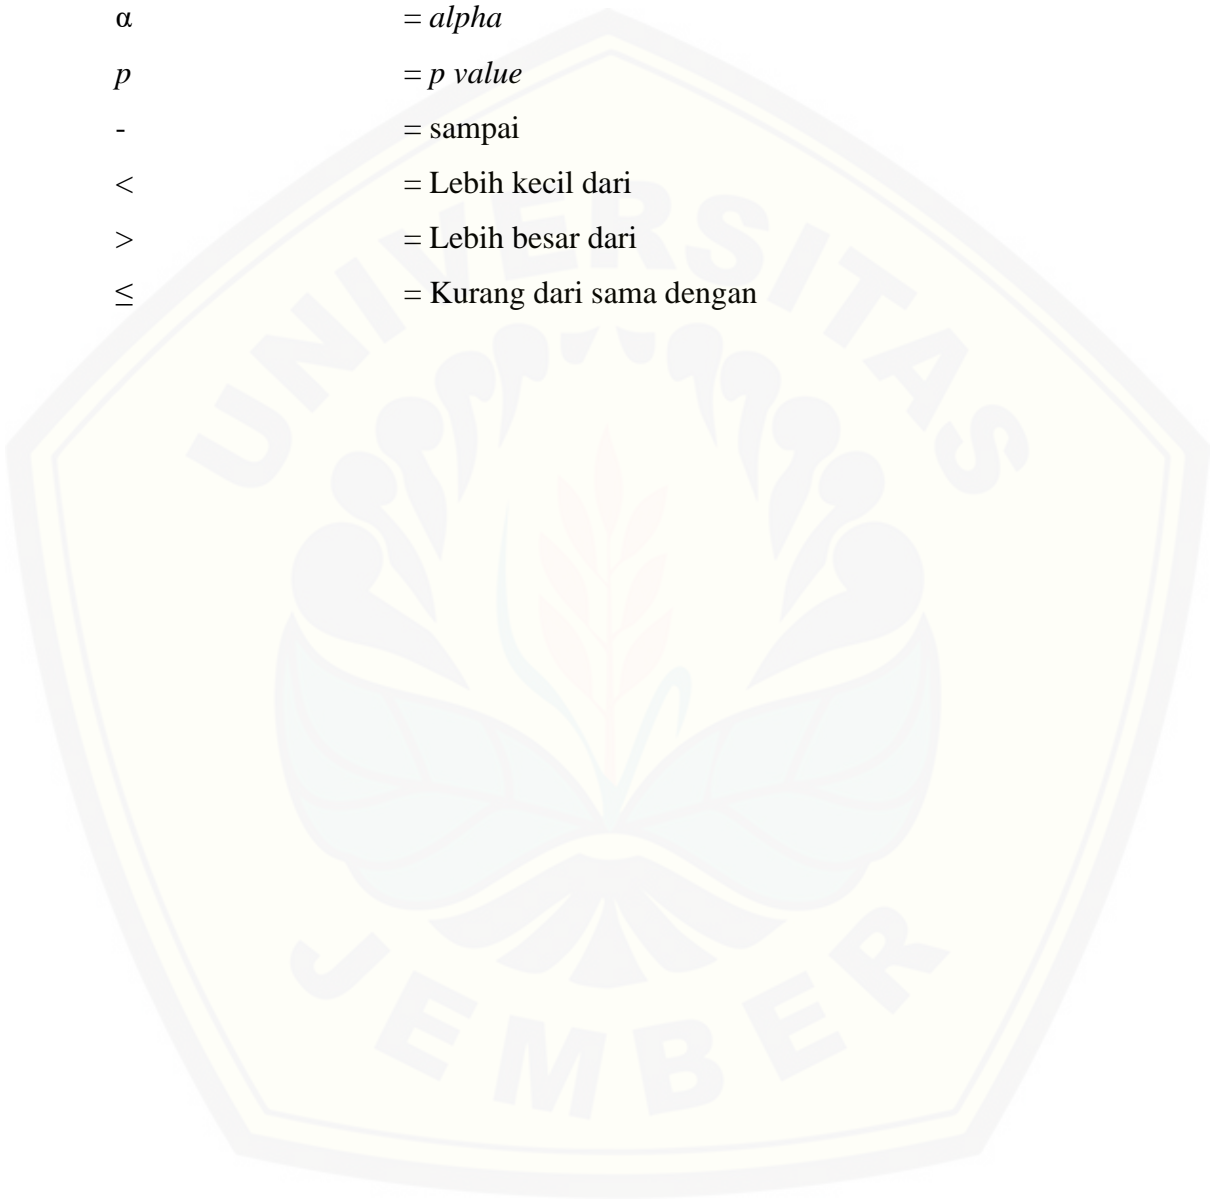 α = alpha
p = p value
- = sampai
< = Lebih kecil dari
> = Lebih besar dari
≤ = Kurang dari sama dengan
UNIVERSITAS
JEMBER